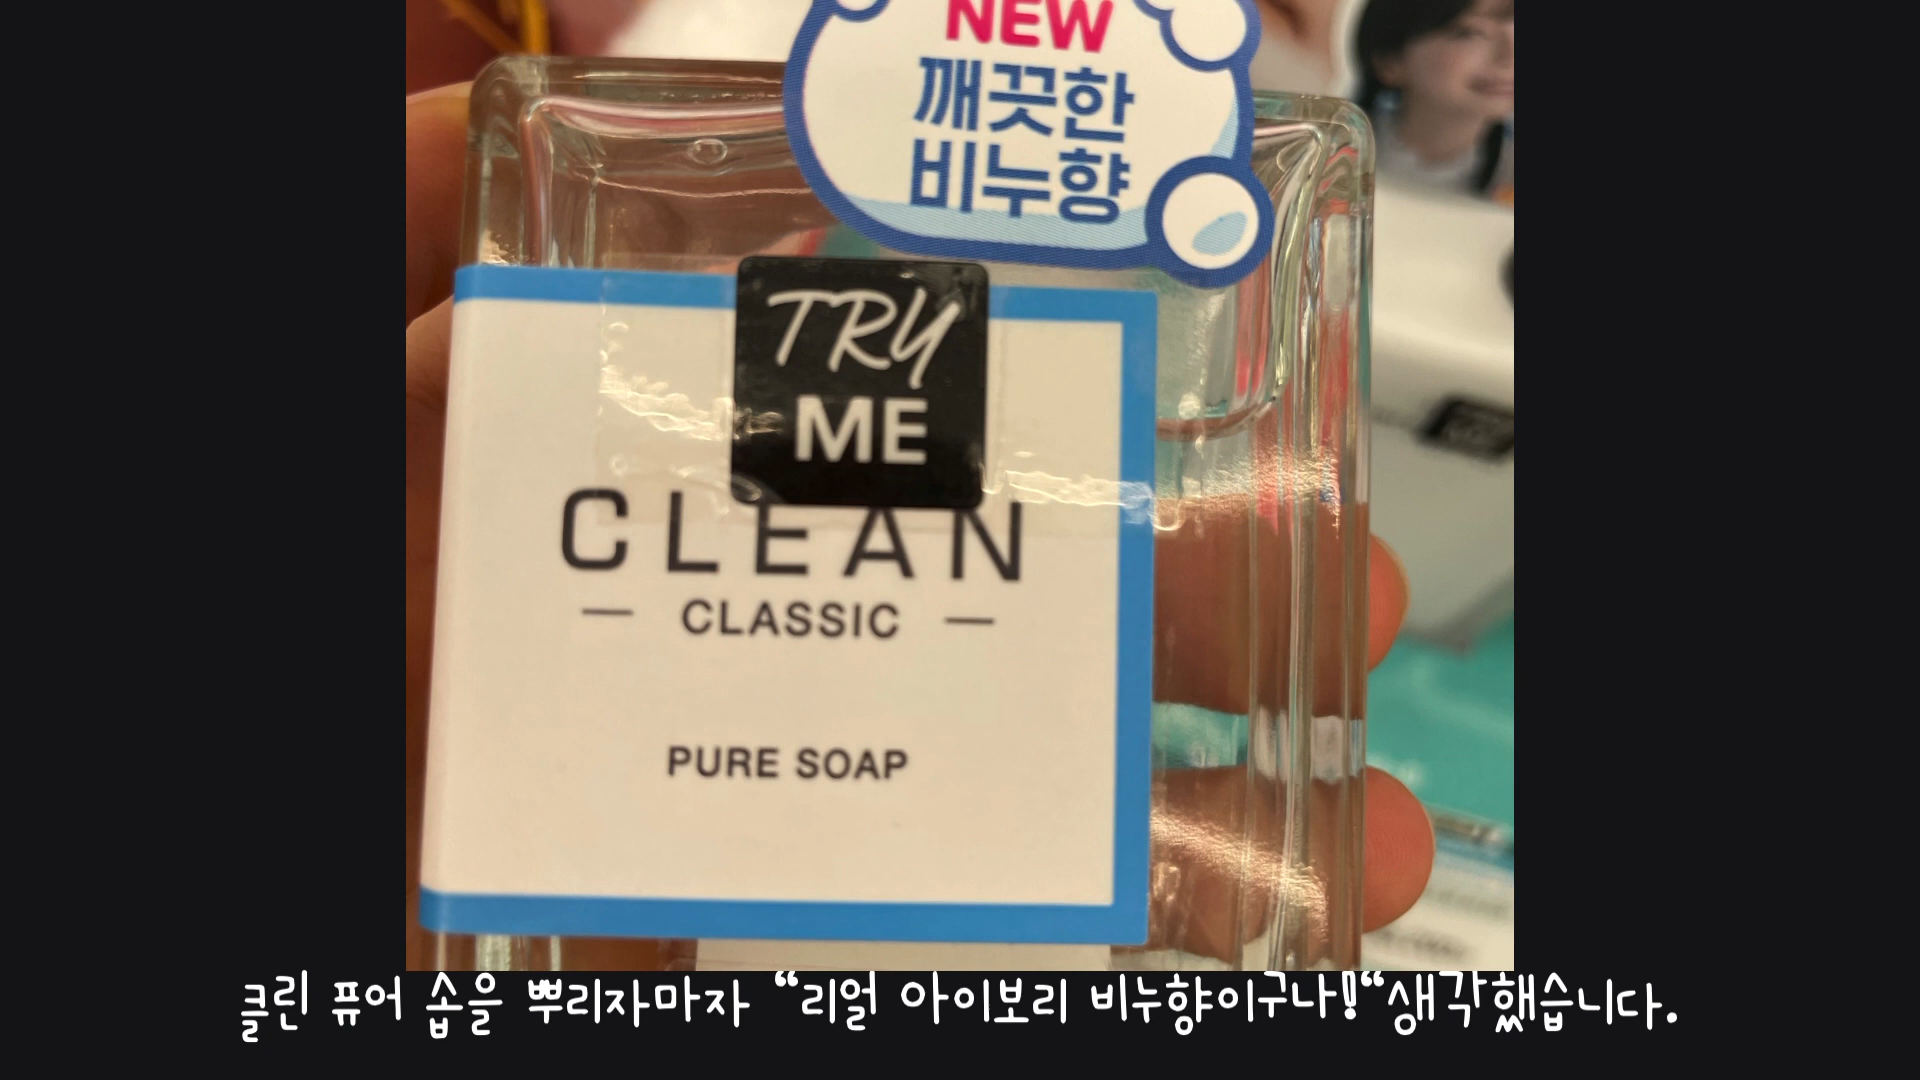 NEW
깨끗한
비누향
TRY
ME
CLEAN
CLASSIC
PURE SOAP
클린 퓨어 솝을 뿌리자마자 “리얼 아이보리 비누향이구나!“생각했습니다.